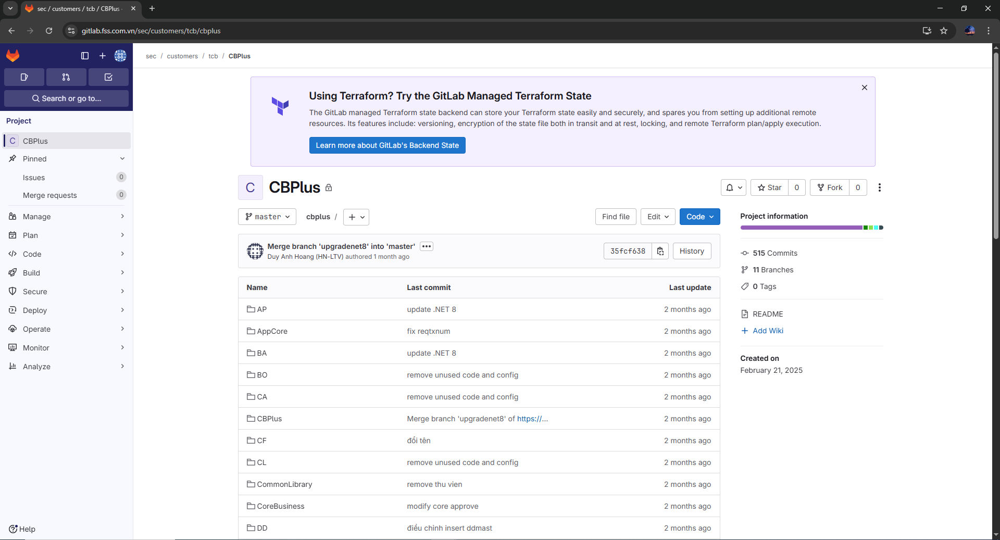 sec / customers / tcb / CBPlus ·
gitlab.fss.com.vn/sec/customers/tcb/cbplus
Search or go to...
Project
C CBPlus
Pinned
Issues 0
Merge requests 0
Manage
Plan
Code
Build
Secure
Deploy
Operate
Monitor
Analyze
Help
sec / customers / tcb / CBPlus
Using Terraform? Try the GitLab Managed Terraform State
The GitLab managed Terraform state backend can store your Terraform state easily and securely, and spares you from setting up additional remote
resources. Its features include: versioning, encryption of the state file both in transit and at rest, locking, and remote Terraform plan/apply execution.
Learn more about GitLab's Backend State
C CBPlus
Star 0 Fork 0
master cbplus / Find file Edit Code
Merge branch 'upgradenet8' into 'master'
Duy Anh Hoang (HN-LTV) authored 1 month ago
35fcf638 History
Name Last commit Last update
AP update .NET 8 2 months ago
AppCore fix reqtxnum 2 months ago
BA update .NET 8 2 months ago
BO remove unused code and config 2 months ago
CA remove unused code and config 2 months ago
CBPlus Merge branch 'upgradenet8' of https://... 2 months ago
CF đổi tên 2 months ago
CL remove unused code and config 2 months ago
CommonLibrary remove thu vien 2 months ago
CoreBusiness modify core approve 2 months ago
DD điều chỉnh insert ddmast 2 months ago
Project information
515 Commits
11 Branches
0 Tags
README
Add Wiki
Created on
February 21, 2025